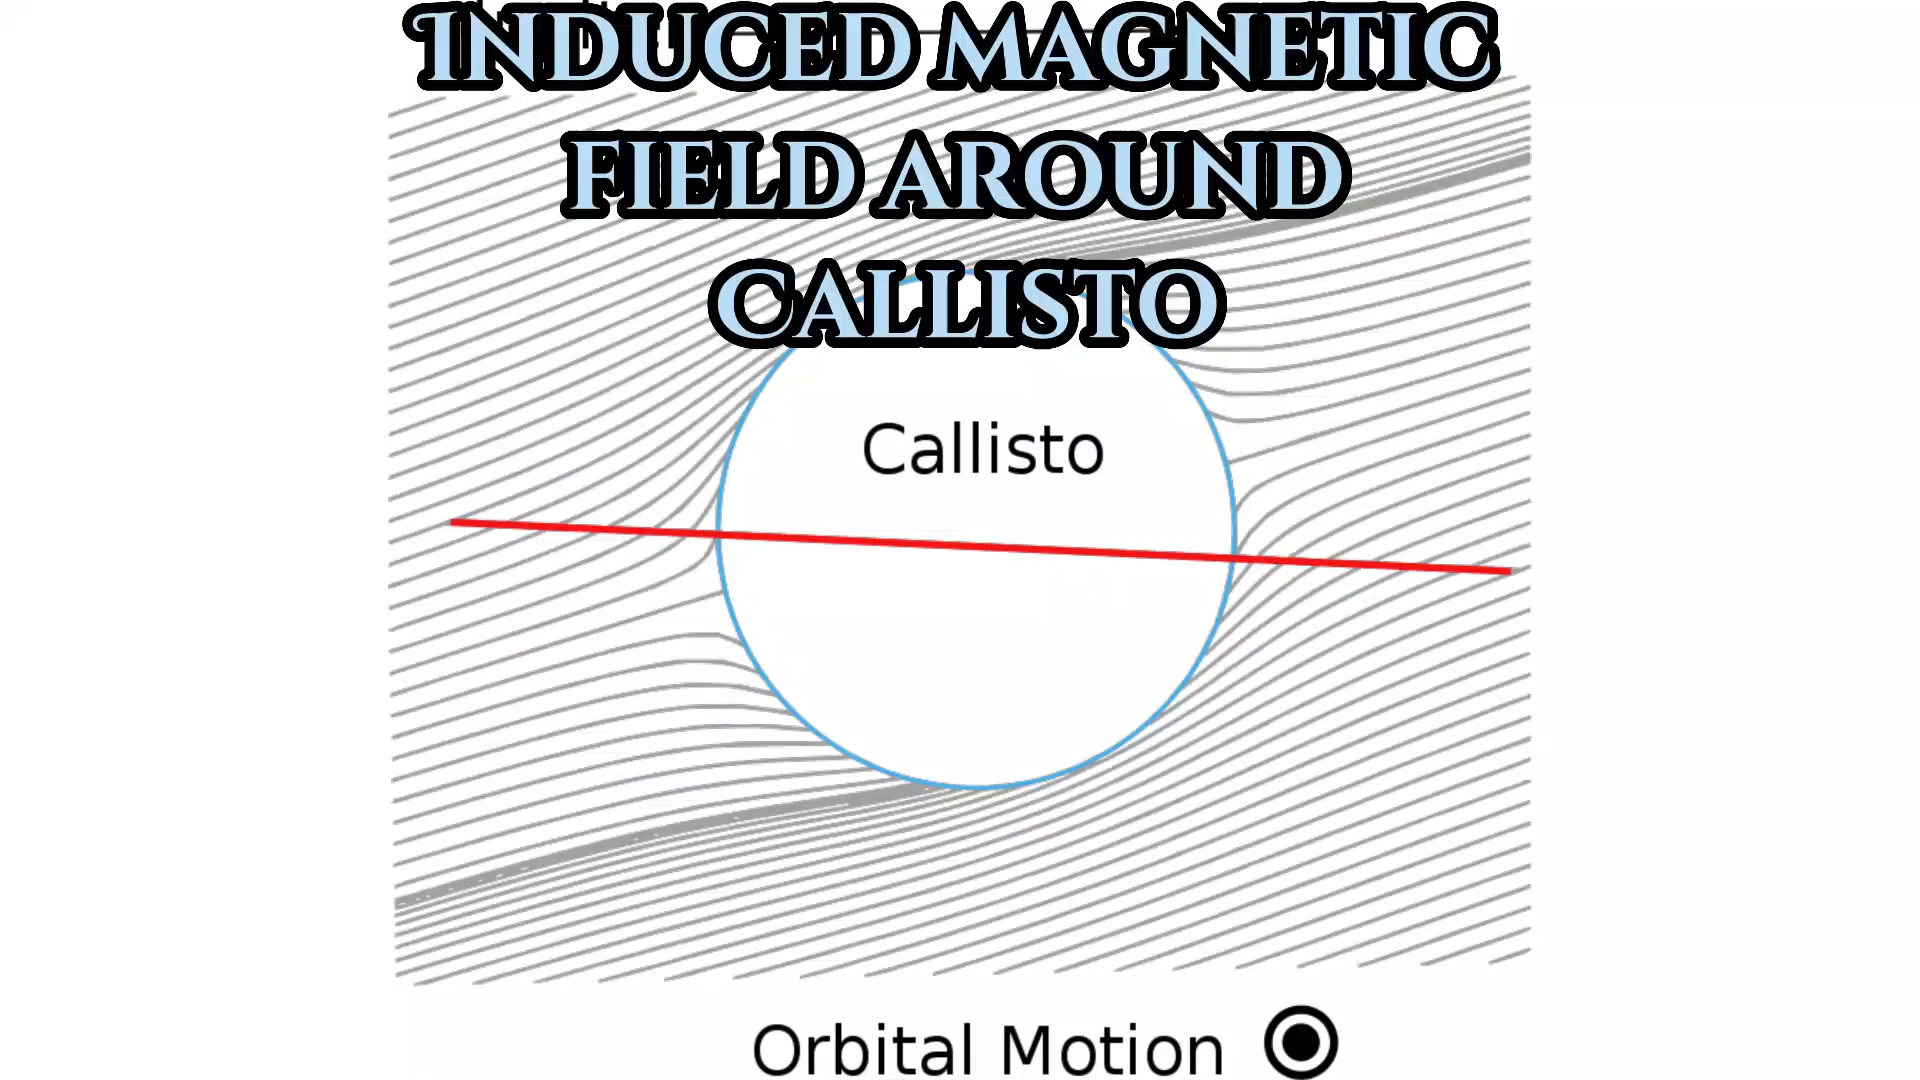 Induced magnetic
field around
Callisto
Callisto
Orbital Motion